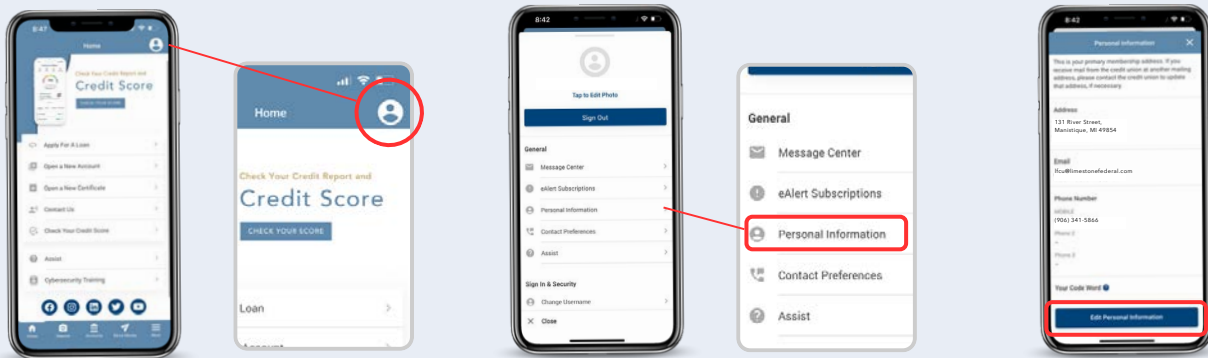 8:47
Home
Check Your Credit Report and
Credit Score
CHECK YOUR SCORE
Apply For A Loan
Open a New Account
Open a New Certificate
Contact Us
Check Your Credit Score
Assist
Cybersecurity Training
Home
Check Your Credit Report and
Credit Score
CHECK YOUR SCORE
Loan
Account
8:42
Tap to Edit Photo
Sign Out
General
Message Center
eAlert Subscriptions
Personal Information
Contact Preferences
Assist
Sign In & Security
Change Username
Close
General
Message Center
eAlert Subscriptions
Personal Information
Contact Preferences
Assist
8:42
Personal Information
This is your primary membership address. If you
receive mail from the credit union at another mailing
address, please contact the credit union to update
that address, if necessary.
Address
131 River Street,
Manistique, MI 49854
Email
lfcu@limestonefederal.com
Phone Number
MOBILE
(906) 341-5866
Phone 2
–
Phone 3
–
Your Code Word
Edit Personal Information